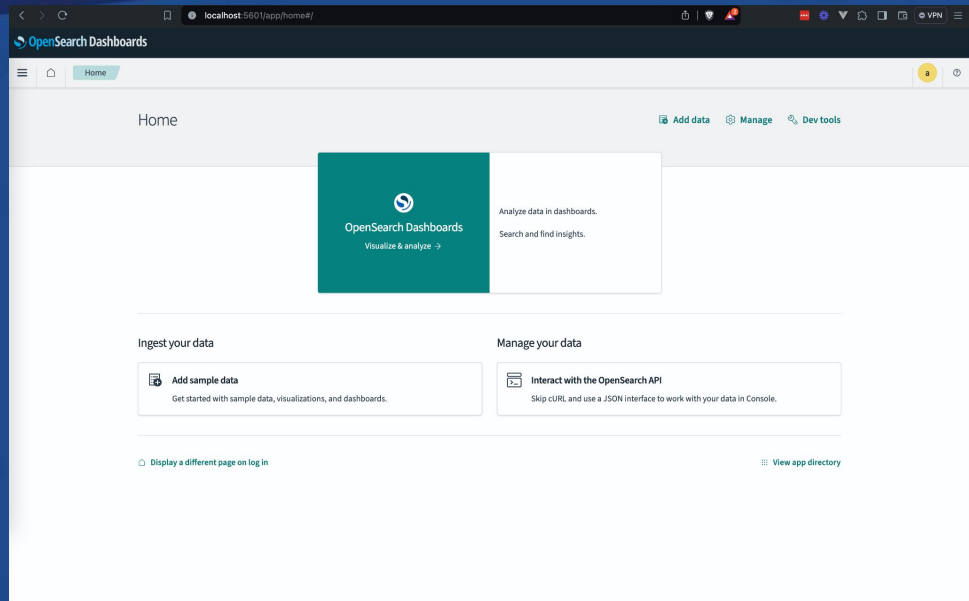 localhost:5601/app/home#/
2
VPN
OpenSearch Dashboards
Home
a
Home
Add data
Manage
Dev tools
OpenSearch Dashboards
Visualize & analyze →
Analyze data in dashboards.
Search and find insights.
Ingest your data
Manage your data
Add sample data
Get started with sample data, visualizations, and dashboards.
Interact with the OpenSearch API
Skip cURL and use a JSON interface to work with your data in Console.
Display a different page on log in
View app directory